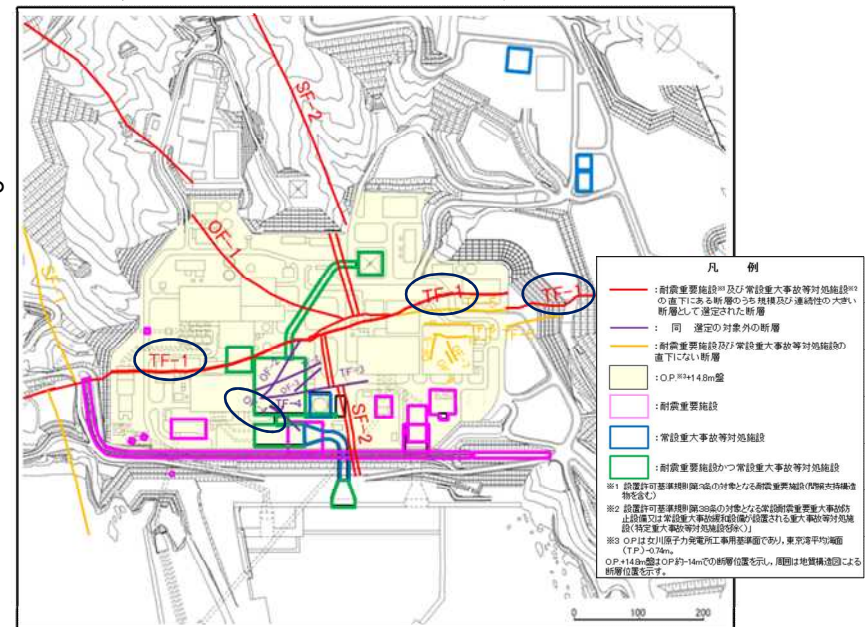 SF-2
OF-1
SF-1
TF-1
TF-1
TF-1
OF-2
OF-3
TF-3
OF-4
TF-4
SF-2
凡　例
：耐震重要施設※1及び常設重大事故等対処施設※2
の直下にある断層のうち規模及び連続性の大きい
断層として選定された断層
：　同　選定の対象外の断層
：耐震重要施設及び常設重大事故等対処施設の
直下にない断層
：O.P.※3+14.8m盤
：耐震重要施設
：常設重大事故等対処施設
：耐震重要施設かつ常設重大事故等対処施設
※1 設置許可基準規則第3条の対象となる耐震重要施設(間接支持構造
物を含む)
※2 設置許可基準規則第38条の対象となる常設耐震重要重大事故防
止設備又は常設重大事故緩和設備が設置される重大事故等対処施
設(特定重大事故等対処施設を除く)」
※3 O.P.は女川原子力発電所工事用基準面であり，東京湾平均海面
(T.P.)-0.74m。
O.P.+14.8m盤はO.P.約-14mでの断層位置を示し，周囲は地質構造図による
断層位置を示す。
0 100 200